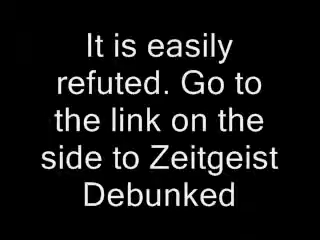 It is easily
refuted. Go to
the link on the
side to Zeitgeist
Debunked